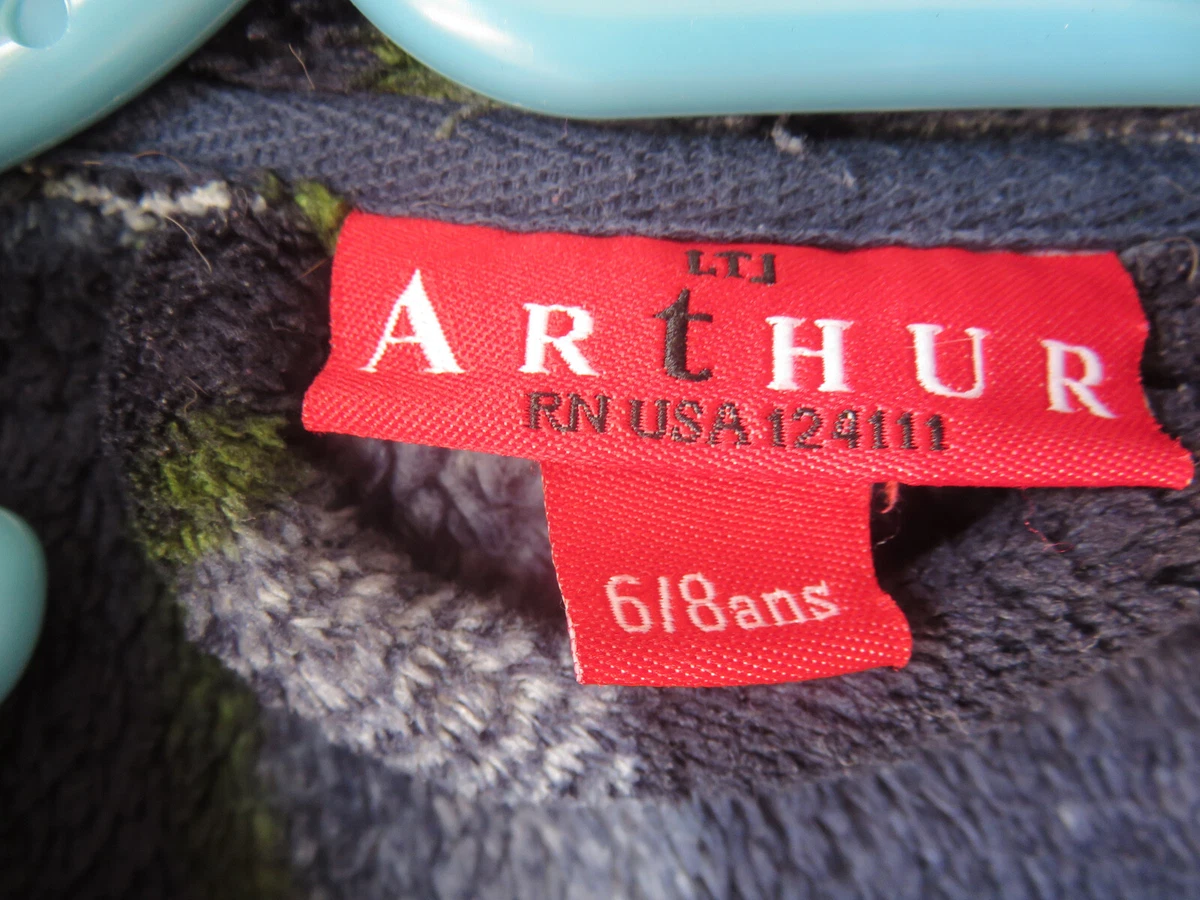 LTJ
ARtHUR
RN USA 124111
6/8ans